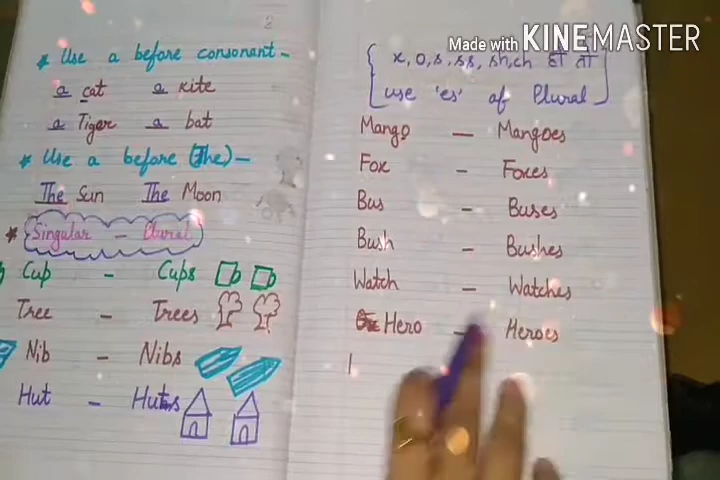 2
* Use a before consonant -
a cat a kite
a Tiger a bat
* Use a before (The) -
The Sun The Moon
* Singular - Plural
Cup - Cups
Tree - Trees
Nib - Nibs
Hut - Huts
Made with KINEMASTER
x, o, s, ss, sh, ch
use 'es' of Plural
Mango - Mangoes
Fox - Foxes
Bus - Buses
Bush - Bushes
Watch - Watches
Hero - Heroes